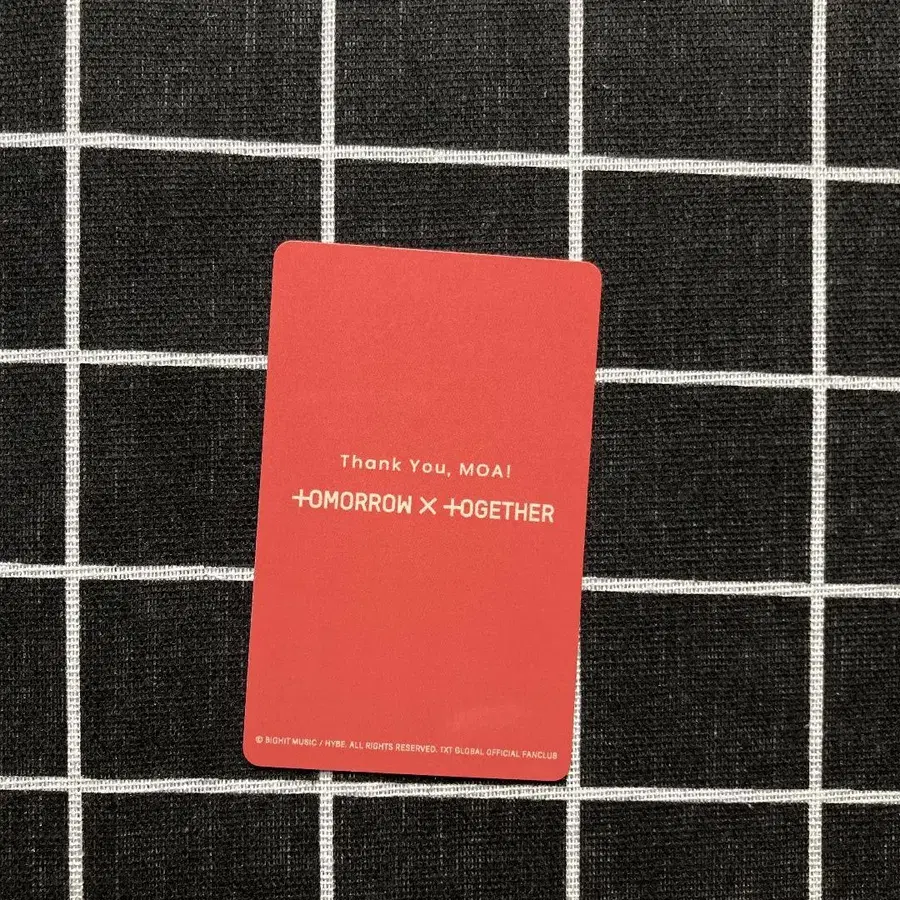 Thank You, MOA!
TOMORROW X TOGETHER
© BIGHIT MUSIC / HYBE. ALL RIGHTS RESERVED. TXT GLOBAL OFFICIAL FANCLUB